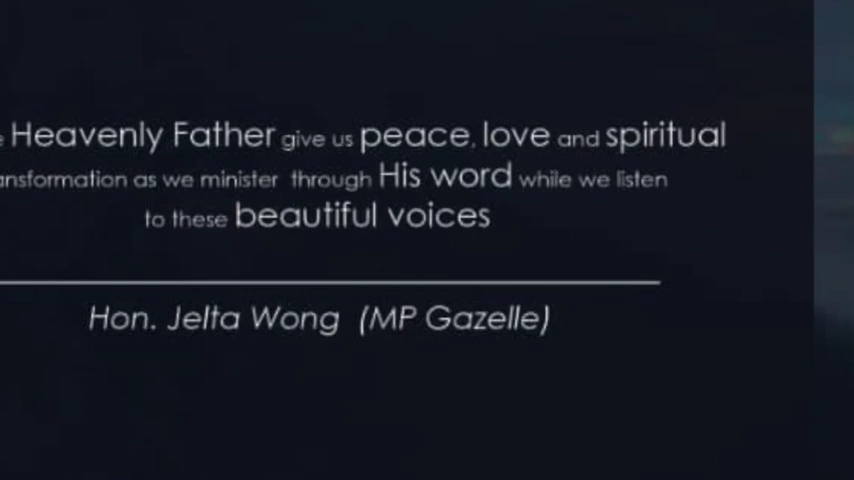 Heavenly Father give us peace, love and spiritual
ansformation as we minister through His word while we listen
to these beautiful voices
Hon. Jelta Wong (MP Gazelle)